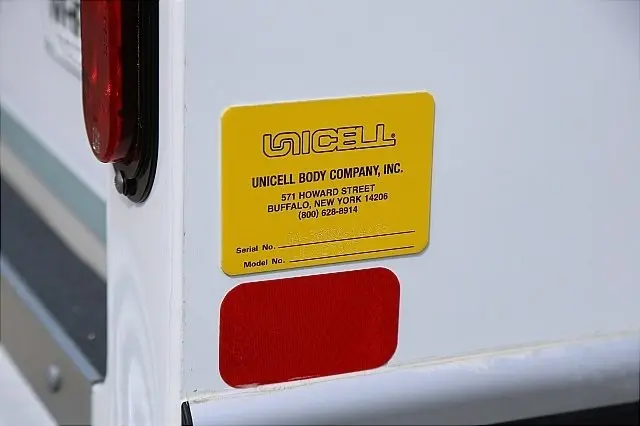 UNICELL®
UNICELL BODY COMPANY, INC.
571 HOWARD STREET
BUFFALO, NEW YORK 14206
(800) 628-8914
Serial No.
Model No.